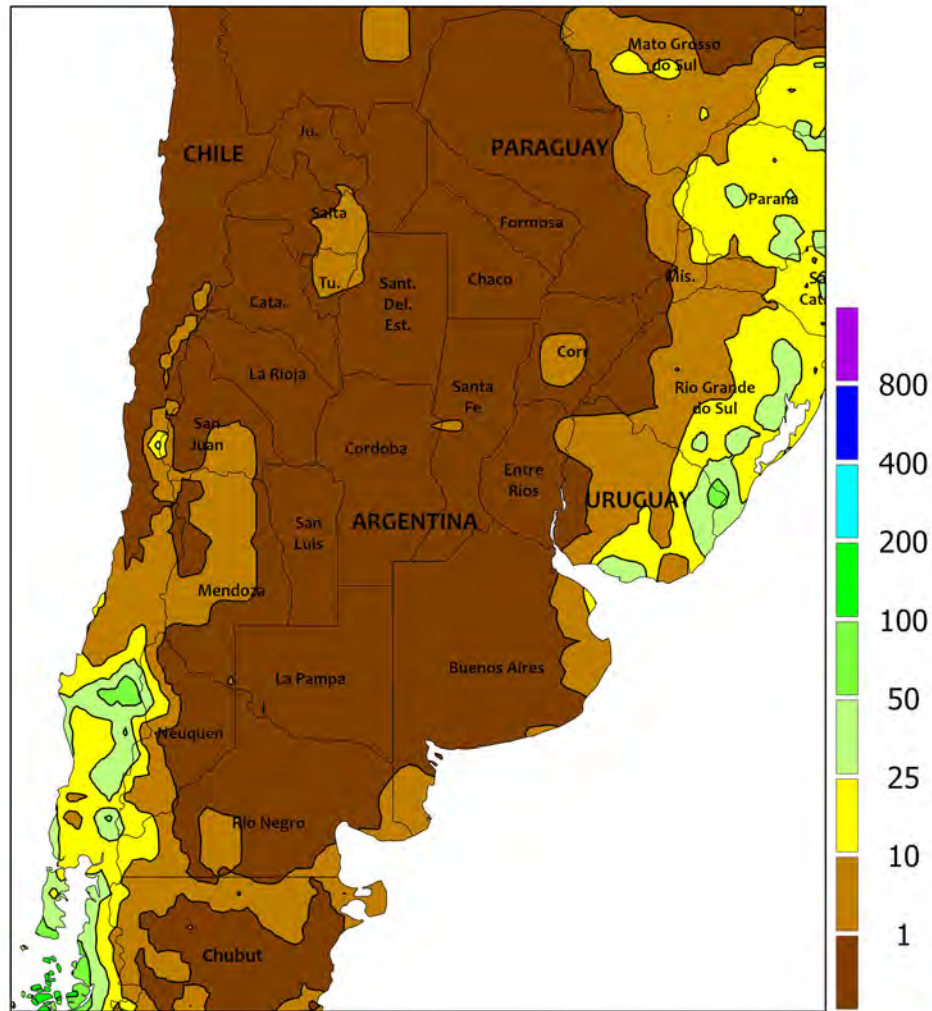 Mato Grosso
do Sul
Ju.
CHILE
PARAGUAY
Salta
Parana
Formosa
Tu.
Sant.
Del.
Est.
Chaco
Mis.
Cata.
Cat
La Rioja
Corr
Santa
Fe
Rio Grande
do Sul
San
Juan
Cordoba
Entre
Rios
URUGUAY
ARGENTINA
San
Luis
Mendoza
La Pampa
Buenos Aires
Neuquen
Rio Negro
Chubut
800
400
200
100
50
25
10
1